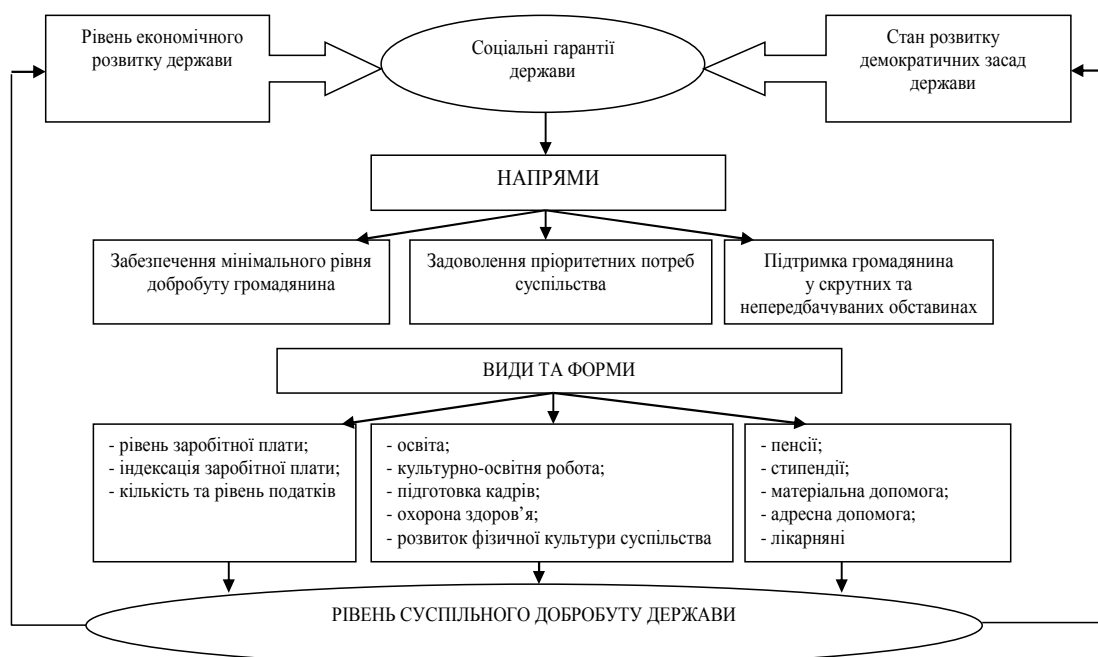 Рівень економічного
розвитку держави
Соціальні гарантії
держави
Стан розвитку
демократичних засад
держави
НАПРЯМИ
Забезпечення мінімального рівня
добробуту громадянина
Задоволення пріоритетних потреб
суспільства
Підтримка громадянина
у скрутних та
непередбачуваних обставинах
ВИДИ ТА ФОРМИ
- рівень заробітної плати;
- індексація заробітної плати;
- кількість та рівень податків
- освіта;
- культурно-освітня робота;
- підготовка кадрів;
- охорона здоров’я;
- розвиток фізичної культури суспільства
- пенсії;
- стипендії;
- матеріальна допомога;
- адресна допомога;
- лікарняні
РІВЕНЬ СУСПІЛЬНОГО ДОБРОБУТУ ДЕРЖАВИ